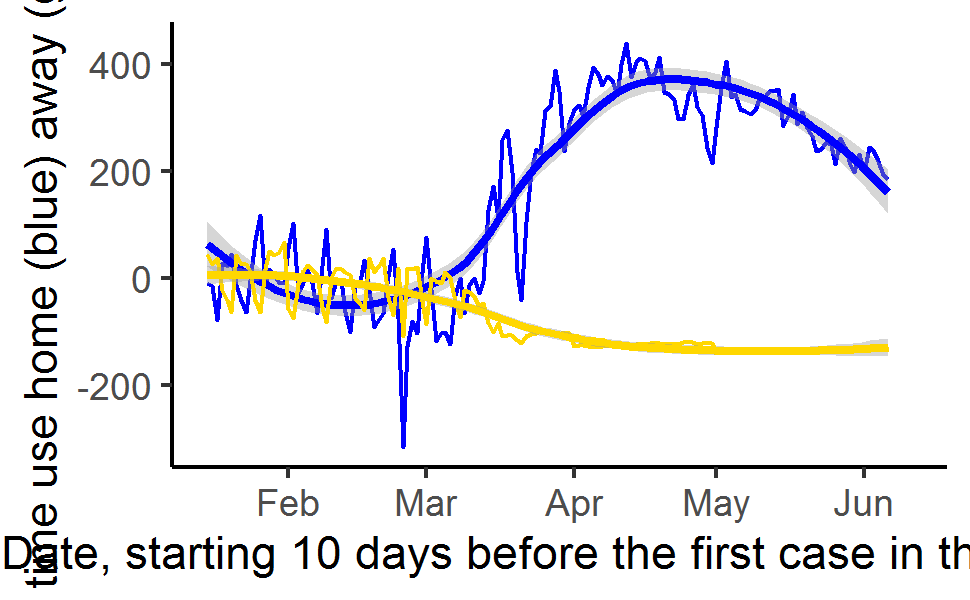 time use home (blue) away (
400
200
0
-200
Feb Mar Apr May Jun
Date, starting 10 days before the first case in th